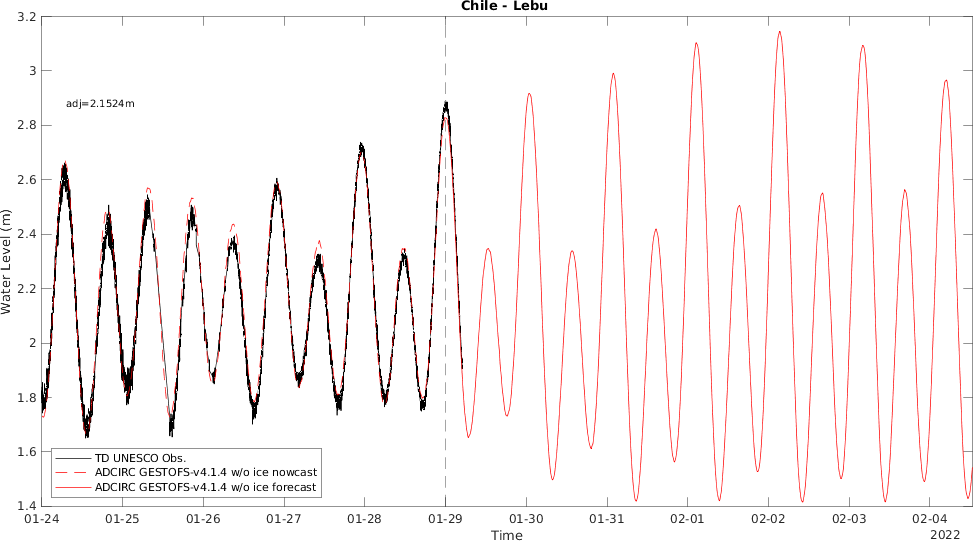 Chile - Lebu
3.2
3
2.8
2.6
2.4
2.2
2
1.8
1.6
1.4
Water Level (m)
adj=2.1524m
TD UNESCO Obs.
ADCIRC GESTOFS-v4.1.4 w/o ice nowcast
ADCIRC GESTOFS-v4.1.4 w/o ice forecast
01-24 01-25 01-26 01-27 01-28 01-29 01-30 01-31 02-01 02-02 02-03 02-04
Time
2022